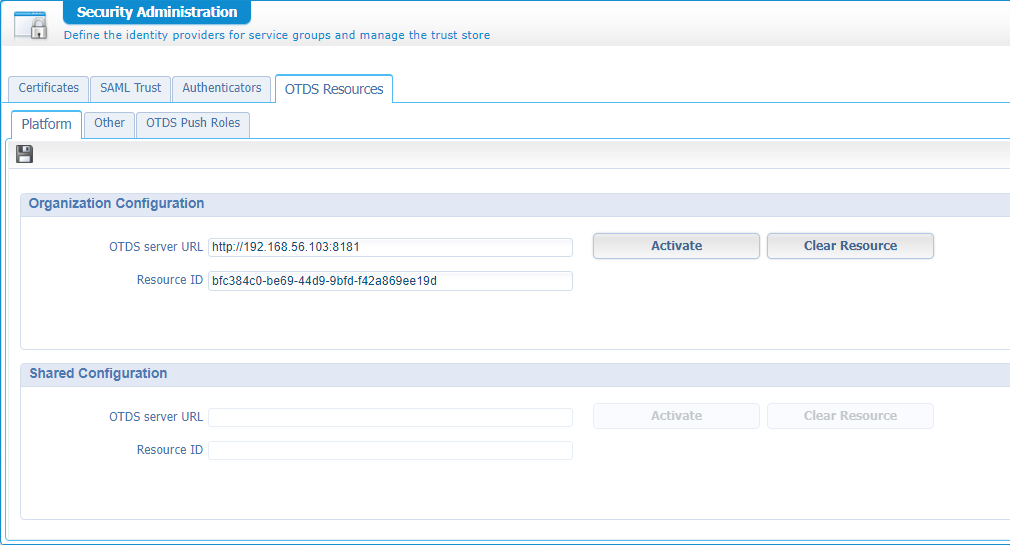 Security Administration
Define the identity providers for service groups and manage the trust store
Certificates SAML Trust Authenticators OTDS Resources
Platform Other OTDS Push Roles
Organization Configuration
OTDS server URL http://192.168.56.103:8181 Activate Clear Resource
Resource ID bfc384c0-be69-44d9-9bfd-f42a869ee19d
Shared Configuration
OTDS server URL Activate Clear Resource
Resource ID